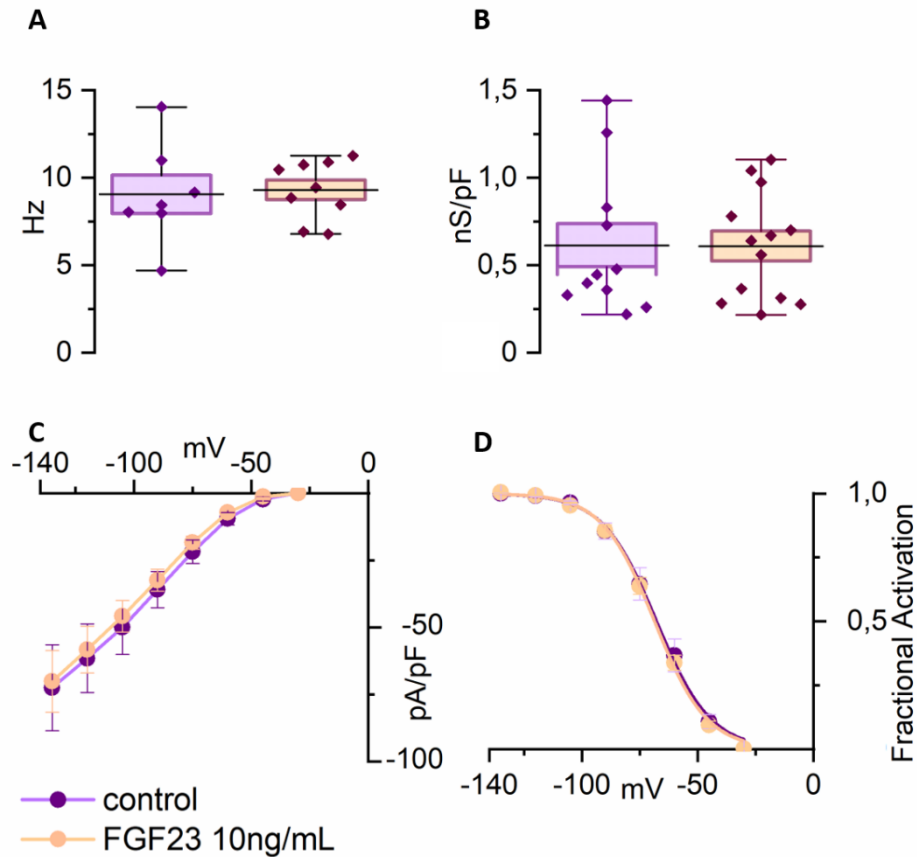 A
B
15
10
5
0
Hz
1,5
1,0
0,5
0
nS/pF
C
mV
-140
-100
-50
0
-50
-100
pA/pF
D
1,0
0,5
Fractional Activation
-140
-100
mV
-50
0
control
FGF23 10ng/mL